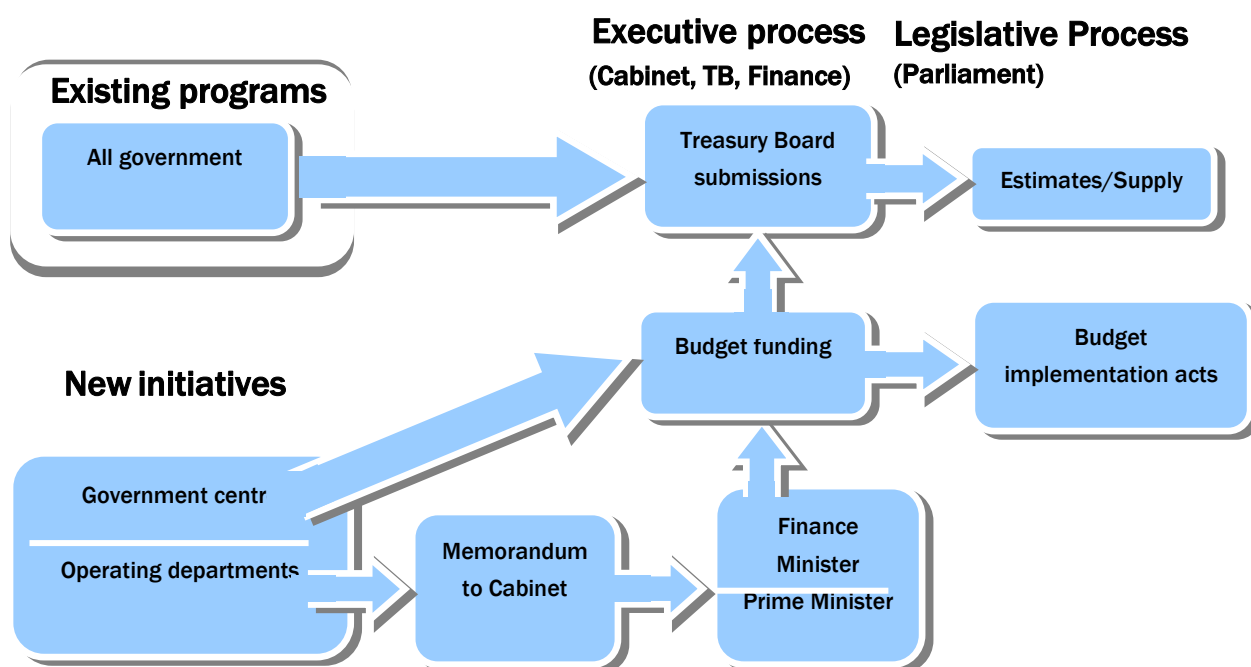 Executive process
(Cabinet, TB, Finance)
Legislative Process
(Parliament)
Existing programs
All government
Treasury Board
submissions
Estimates/Supply
Budget funding
Budget
implementation acts
New initiatives
Government centr
Operating departments
Memorandum
to Cabinet
Finance
Minister
Prime Minister